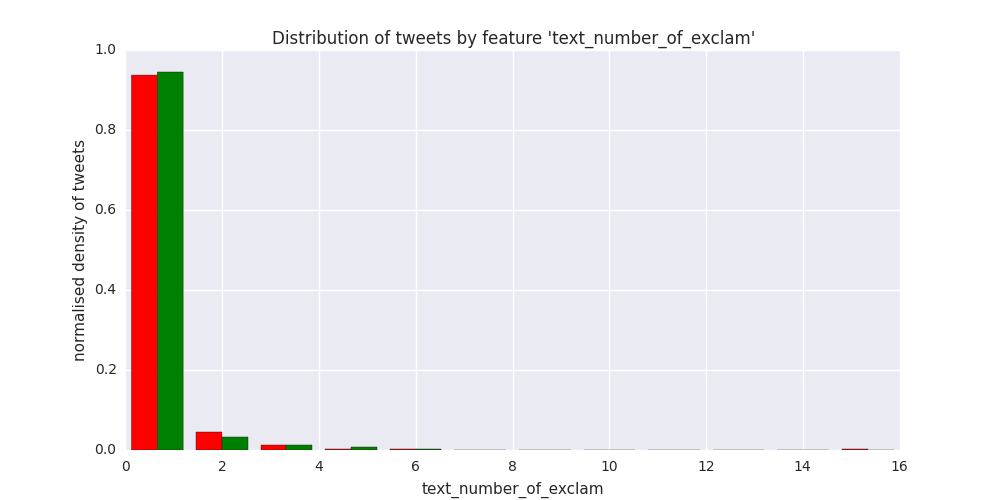 Distribution of tweets by feature 'text_number_of_exclam'
1.0
0.8
0.6
0.4
0.2
0.0
normalised density of tweets
0 2 4 6 8 10 12 14 16
text_number_of_exclam